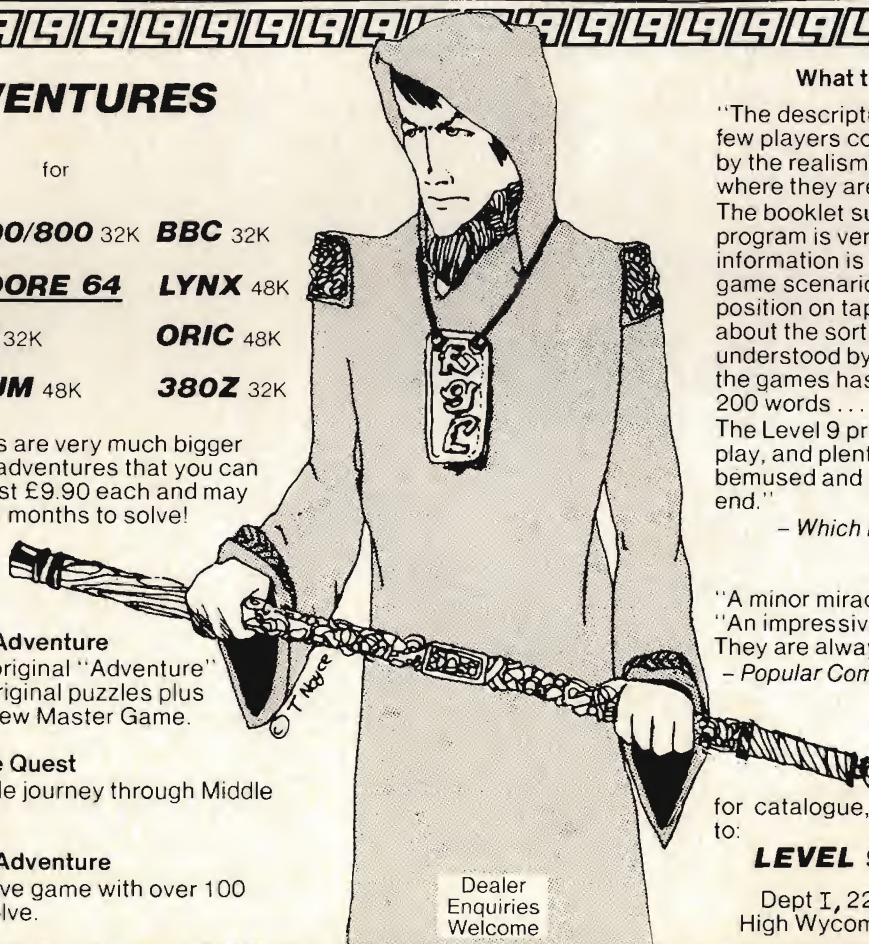 VENTURES
for
00/800 32K BBC 32K
ORE 64 LYNX 48K
32K ORIC 48K
UM 48K 380Z 32K
s are very much bigger
adventures that you can
st £9.90 each and may
months to solve!
Adventure
riginal "Adventure"
riginal puzzles plus
ew Master Game.
e Quest
le journey through Middle
Adventure
ve game with over 100
lve.
© T Noyce
Dealer
Enquiries
Welcome
What t
"The descripti
few players co
by the realism
where they are
The booklet su
program is ver
information is
game scenario
position on tap
about the sort
understood by
the games has
200 words ...
The Level 9 pr
play, and plent
bemused and
end."
– Which
"A minor mirac
"An impressiv
They are alway
– Popular Com
for catalogue,
to:
LEVEL 9
Dept I, 22
High Wycom